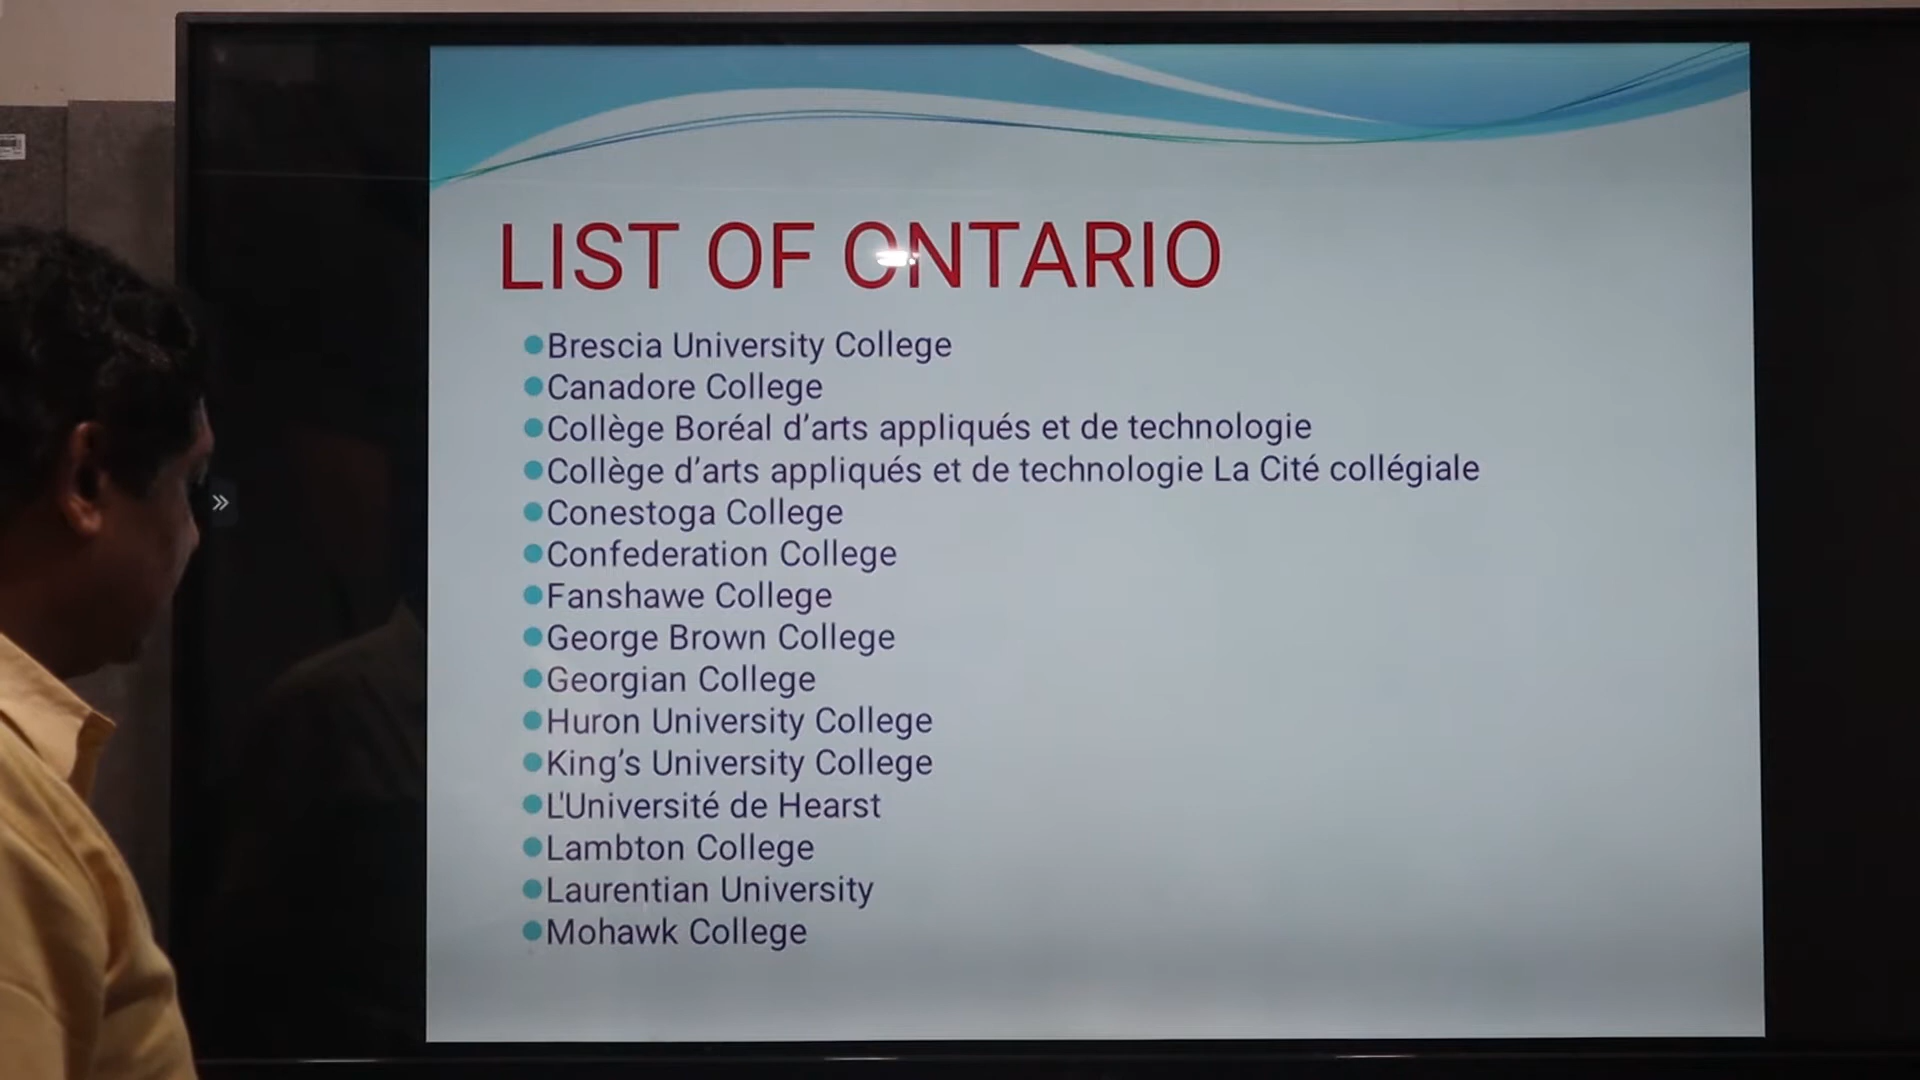 LIST OF ONTARIO
Brescia University College
Canadore College
Collège Boréal d’arts appliqués et de technologie
Collège d’arts appliqués et de technologie La Cité collégiale
Conestoga College
Confederation College
Fanshawe College
George Brown College
Georgian College
Huron University College
King’s University College
L'Université de Hearst
Lambton College
Laurentian University
Mohawk College